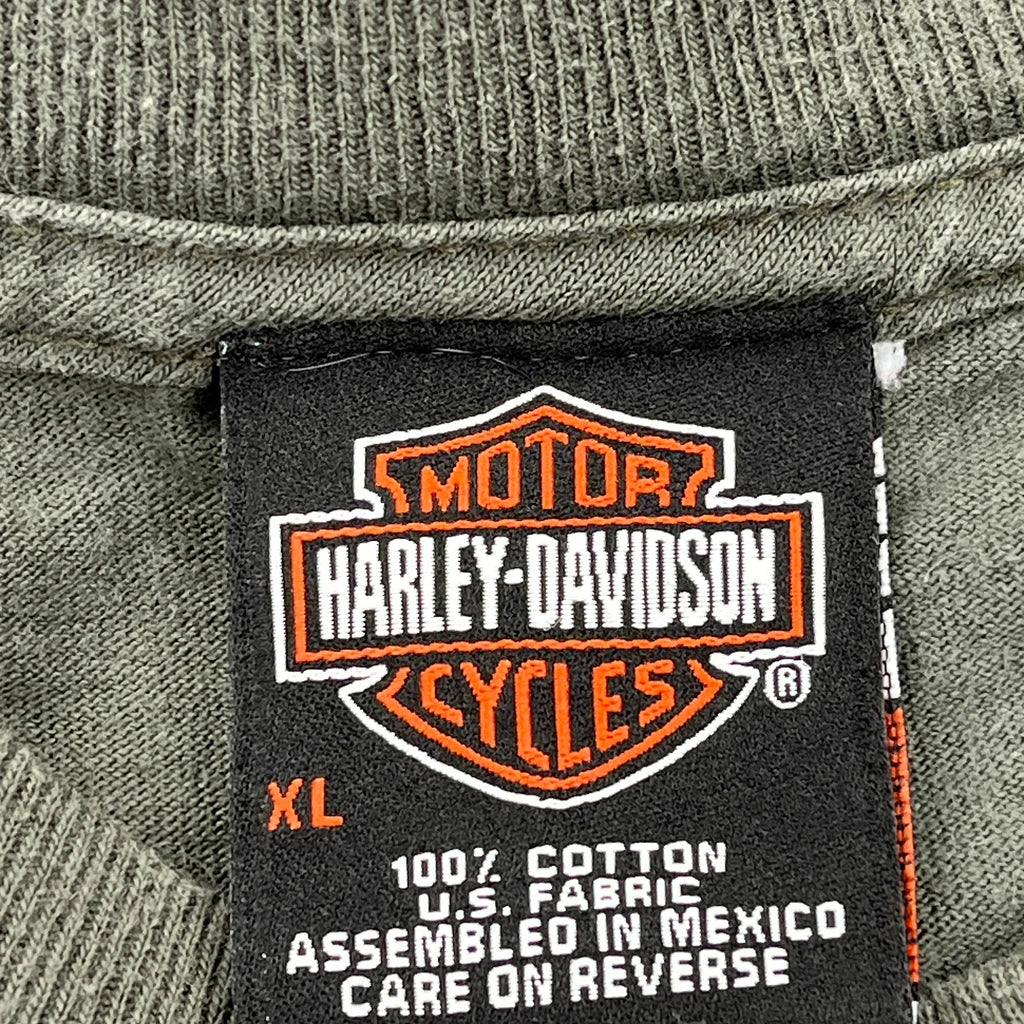 MOTOR
HARLEY-DAVIDSON
CYCLES
®
XL
100% COTTON
U.S. FABRIC
ASSEMBLED IN MEXICO
CARE ON REVERSE